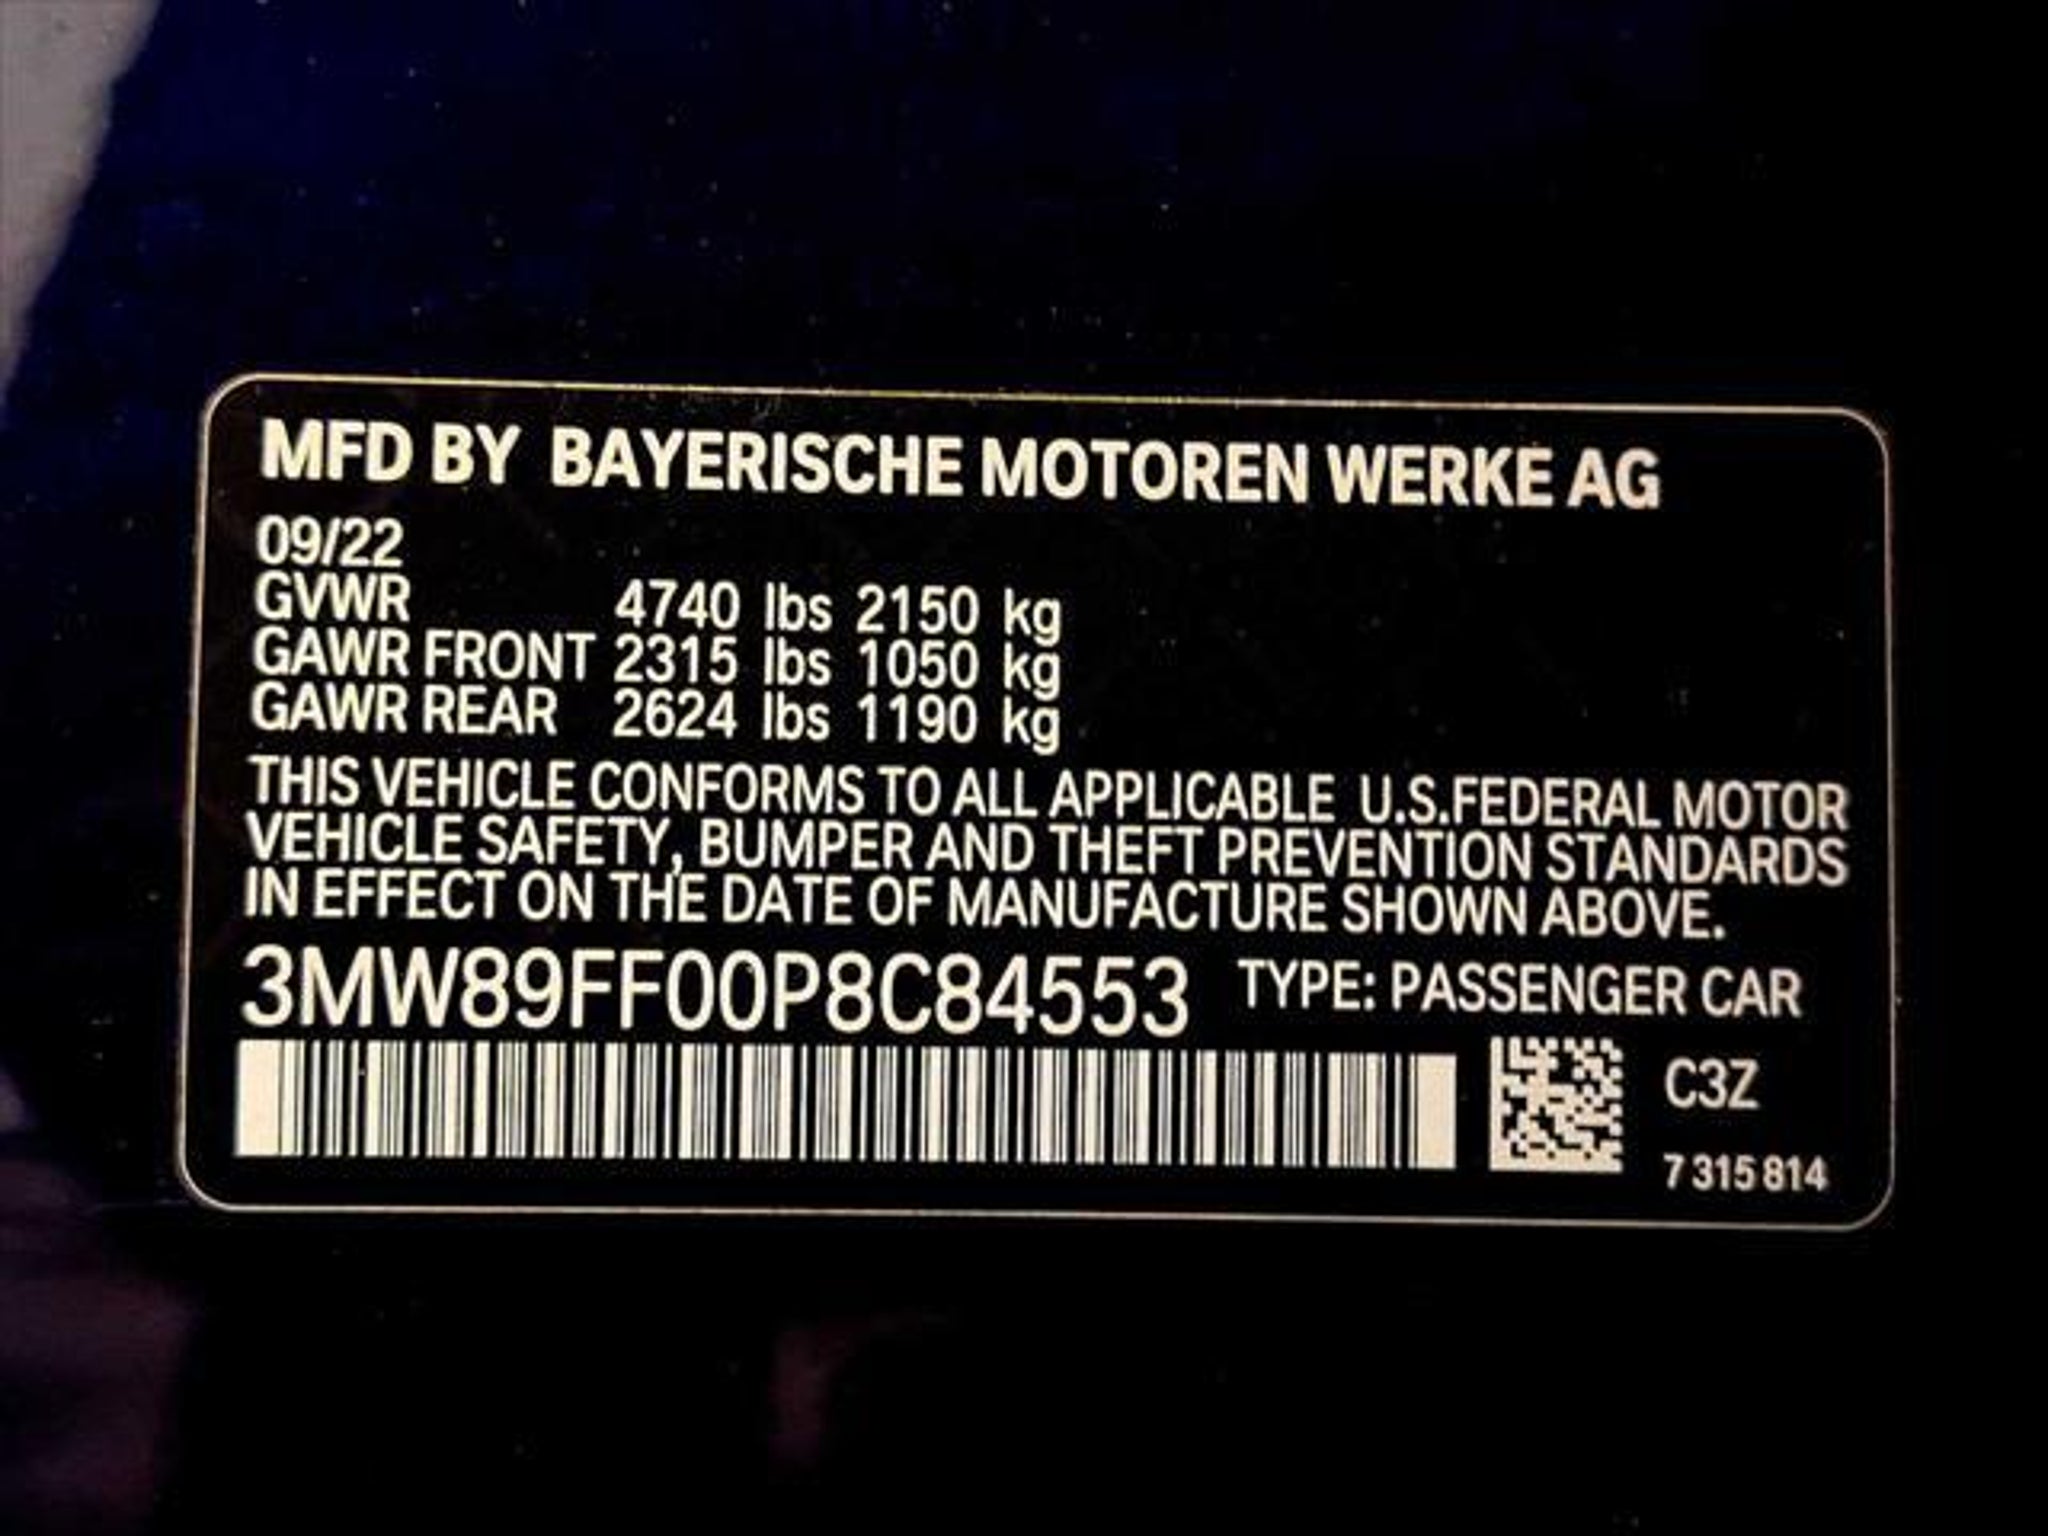 MFD BY BAYERISCHE MOTOREN WERKE AG
09/22
GVWR 4740 lbs 2150 kg
GAWR FRONT 2315 lbs 1050 kg
GAWR REAR 2624 lbs 1190 kg
THIS VEHICLE CONFORMS TO ALL APPLICABLE U.S.FEDERAL MOTOR
VEHICLE SAFETY, BUMPER AND THEFT PREVENTION STANDARDS
IN EFFECT ON THE DATE OF MANUFACTURE SHOWN ABOVE.
3MW89FF00P8C84553 TYPE: PASSENGER CAR
C3Z
7 315 814